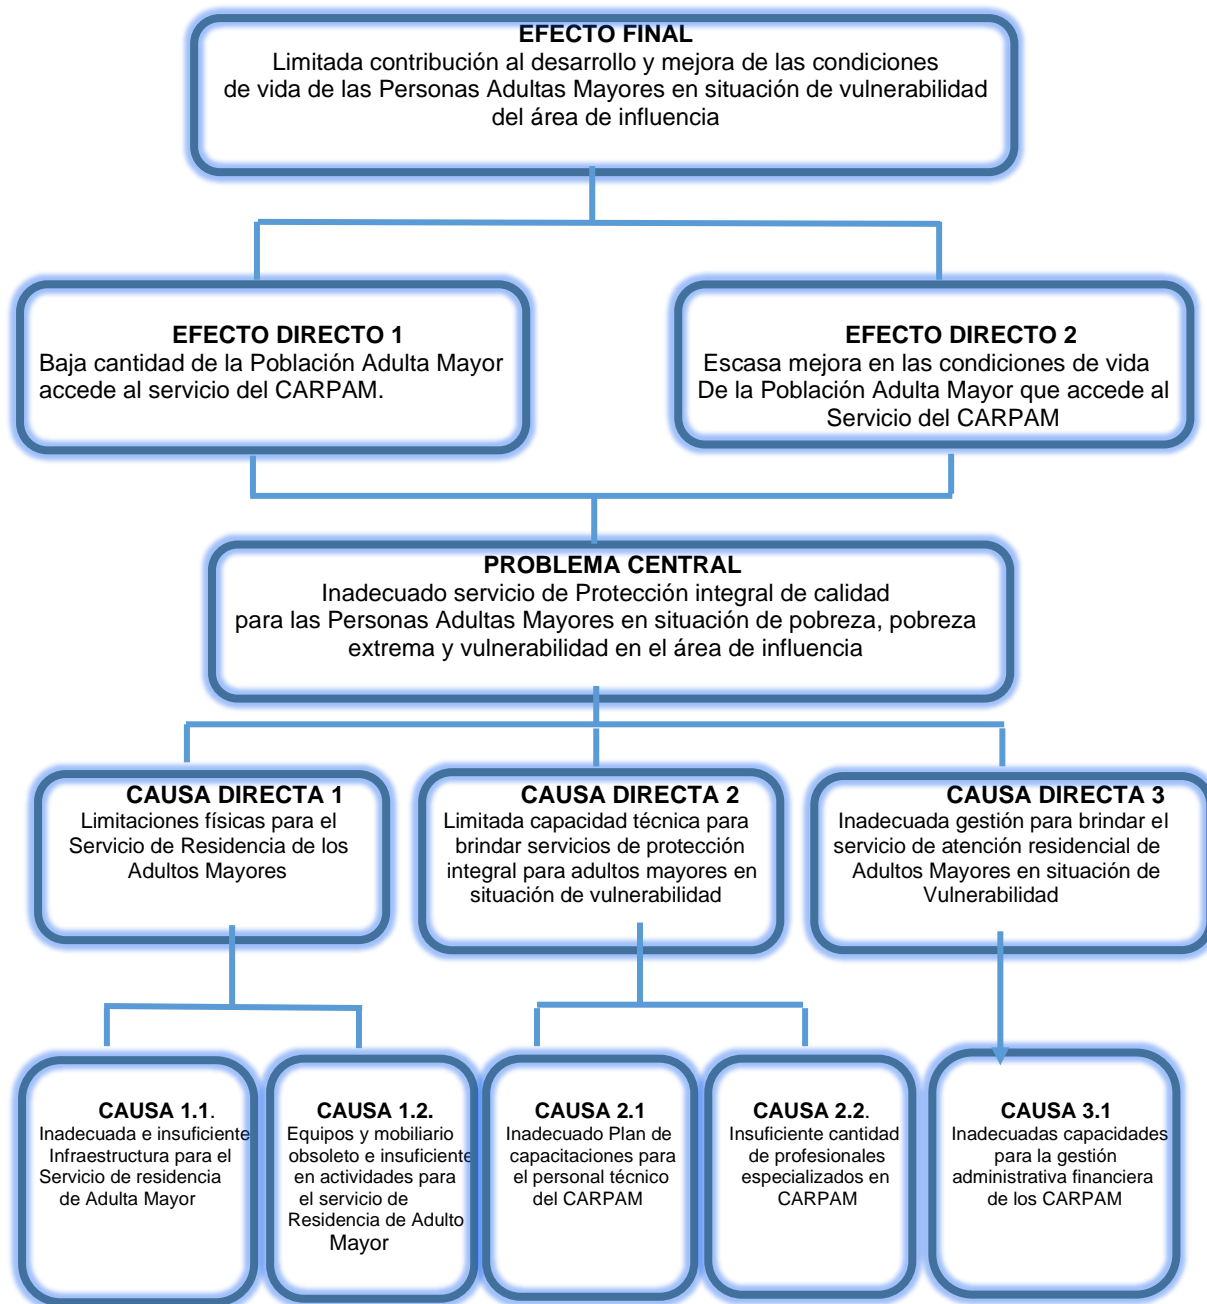 EFECTO FINAL
Limitada contribución al desarrollo y mejora de las condiciones
de vida de las Personas Adultas Mayores en situación de vulnerabilidad
del área de influencia
EFECTO DIRECTO 1
Baja cantidad de la Población Adulta Mayor
accede al servicio del CARPAM.
EFECTO DIRECTO 2
Escasa mejora en las condiciones de vida
De la Población Adulta Mayor que accede al
Servicio del CARPAM
PROBLEMA CENTRAL
Inadecuado servicio de Protección integral de calidad
para las Personas Adultas Mayores en situación de pobreza, pobreza
extrema y vulnerabilidad en el área de influencia
CAUSA DIRECTA 1
Limitaciones físicas para el
Servicio de Residencia de los
Adultos Mayores
CAUSA DIRECTA 2
Limitada capacidad técnica para
brindar servicios de protección
integral para adultos mayores en
situación de vulnerabilidad
CAUSA DIRECTA 3
Inadecuada gestión para brindar el
servicio de atención residencial de
Adultos Mayores en situación de
Vulnerabilidad
CAUSA 1.1.
Inadecuada e insuficiente
Infraestructura para el
Servicio de residencia
de Adulta Mayor
CAUSA 1.2.
Equipos y mobiliario
obsoleto e insuficiente
en actividades para
el servicio de
Residencia de Adulto
Mayor
CAUSA 2.1
Inadecuado Plan de
capacitaciones para
el personal técnico
del CARPAM
CAUSA 2.2.
Insuficiente cantidad
de profesionales
especializados en
CARPAM
CAUSA 3.1
Inadecuadas capacidades
para la gestión
administrativa financiera
de los CARPAM